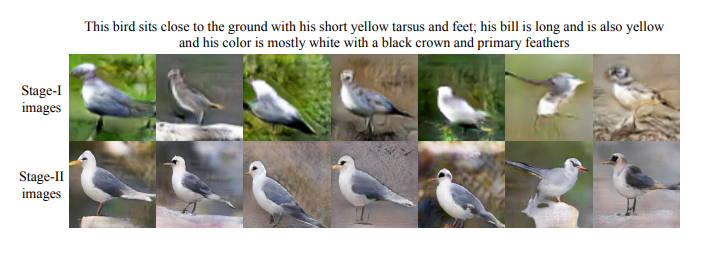 This bird sits close to the ground with his short yellow tarsus and feet; his bill is long and is also yellow
and his color is mostly white with a black crown and primary feathers
Stage-I
images
Stage-II
images